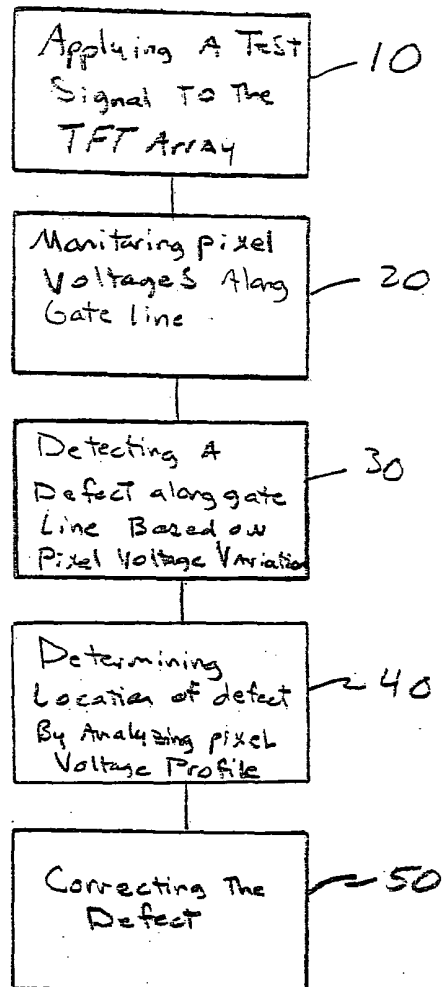 Applying A Test
Signal To The
TFT Array
10
Monitaring pixel
Voltages Along
Gate line
20
Detecting A
Defect along gate
Line Based on
Pixel Voltage Variation
30
Determining
Location of defect
By Analyzing pixel
Voltage Profile
40
Correcting The
Defect
50